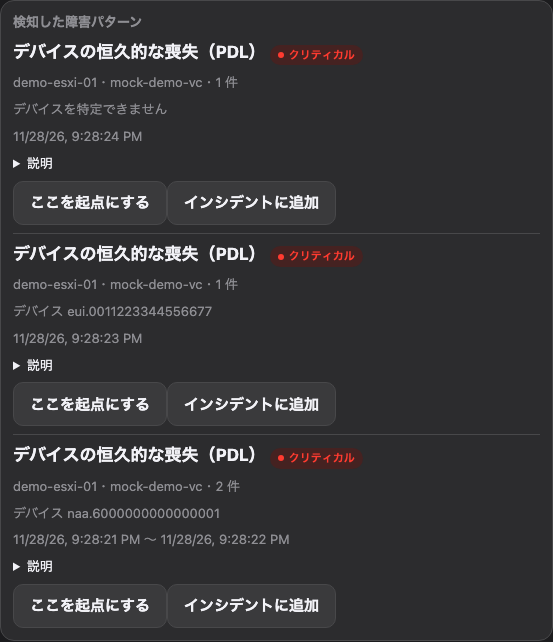 検知した障害パターン
デバイスの恒久的な喪失（PDL） クリティカル
demo-esxi-01・mock-demo-vc・1 件
デバイスを特定できません
11/28/26, 9:28:24 PM
▶ 説明
ここを起点にする インシデントに追加
デバイスの恒久的な喪失（PDL） クリティカル
demo-esxi-01・mock-demo-vc・1 件
デバイス eui.0011223344556677
11/28/26, 9:28:23 PM
▶ 説明
ここを起点にする インシデントに追加
デバイスの恒久的な喪失（PDL） クリティカル
demo-esxi-01・mock-demo-vc・2 件
デバイス naa.6000000000000001
11/28/26, 9:28:21 PM 〜 11/28/26, 9:28:22 PM
▶ 説明
ここを起点にする インシデントに追加